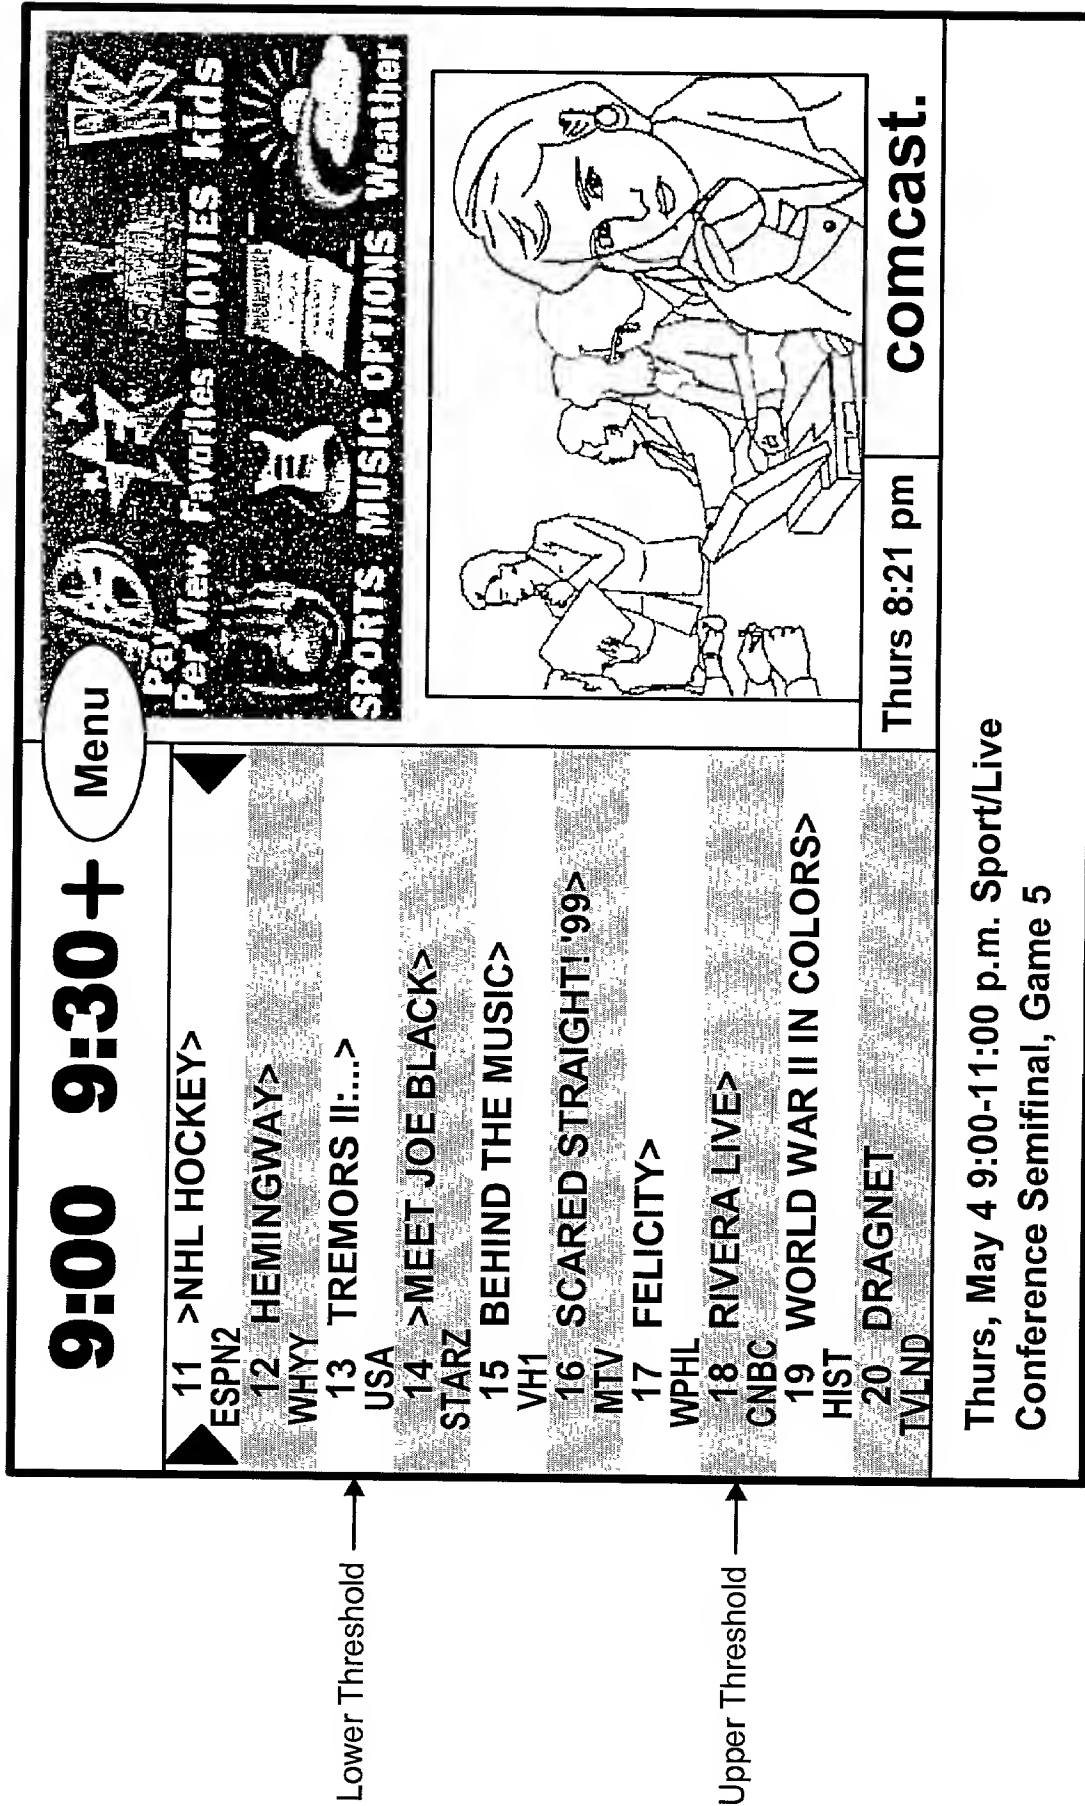 9:00 9:30 +
Menu
11 >NHL HOCKEY>
ESPN2
12 HEMINGWAY>
WHYY
13 TREMORS II:...>
USA
14 >MEET JOE BLACK>
STARZ
15 BEHIND THE MUSIC>
VH1
16 SCARED STRAIGHT! '99>
MTV
17 FELICITY>
WPHL
18 RIVERA LIVE>
CNBC
19 WORLD WAR II IN COLORS>
HIST
20 DRAGNET
TVLND
Pay
Per View Favorites MOVIES kids
SPORTS MUSIC OPTIONS Weather
Thurs 8:21 pm
comcast.
Thurs, May 4 9:00-11:00 p.m. Sport/Live
Conference Semifinal, Game 5
Lower Threshold
Upper Threshold